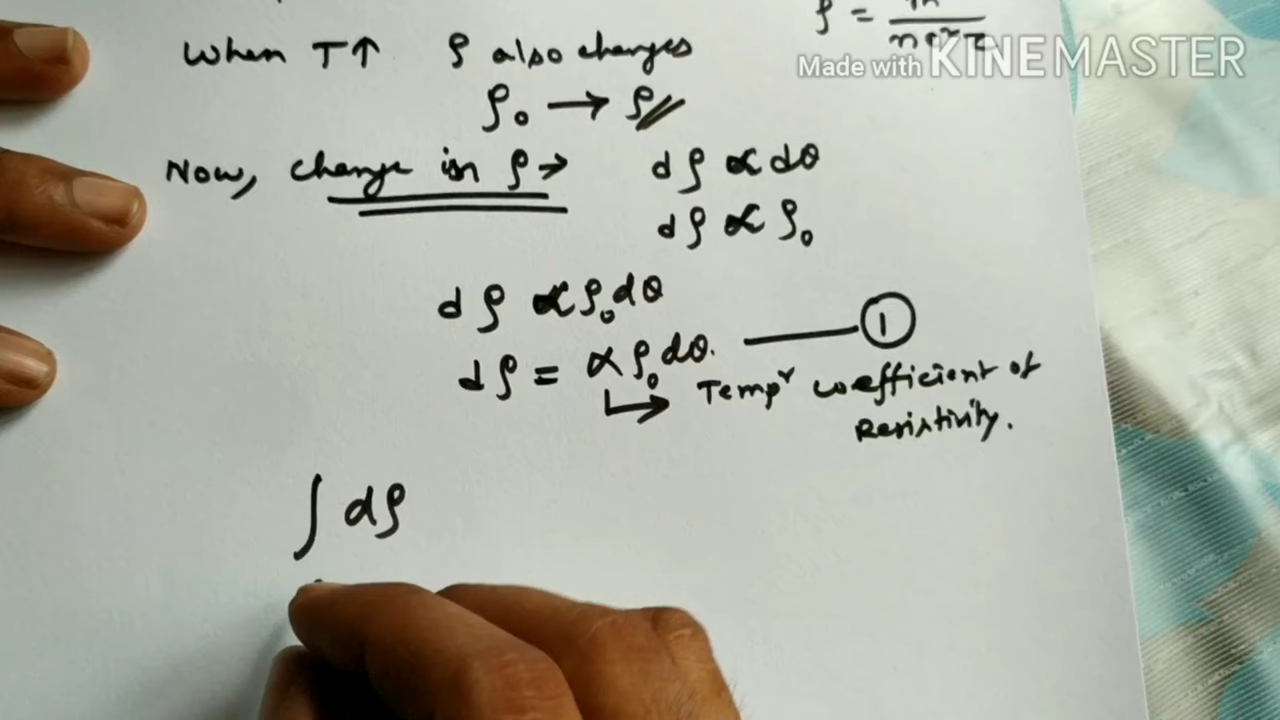 ρ = m / ne²τ
When T↑ ρ also changes
Made with KINEMASTER
ρ₀ → ρ
Now, change in ρ → dρ ∝ dθ
dρ ∝ ρ₀
dρ ∝ ρ₀dθ
dρ = αρ₀dθ. ——— ①
↳ Tempʳ coefficient of
Resistivity.
∫ dρ